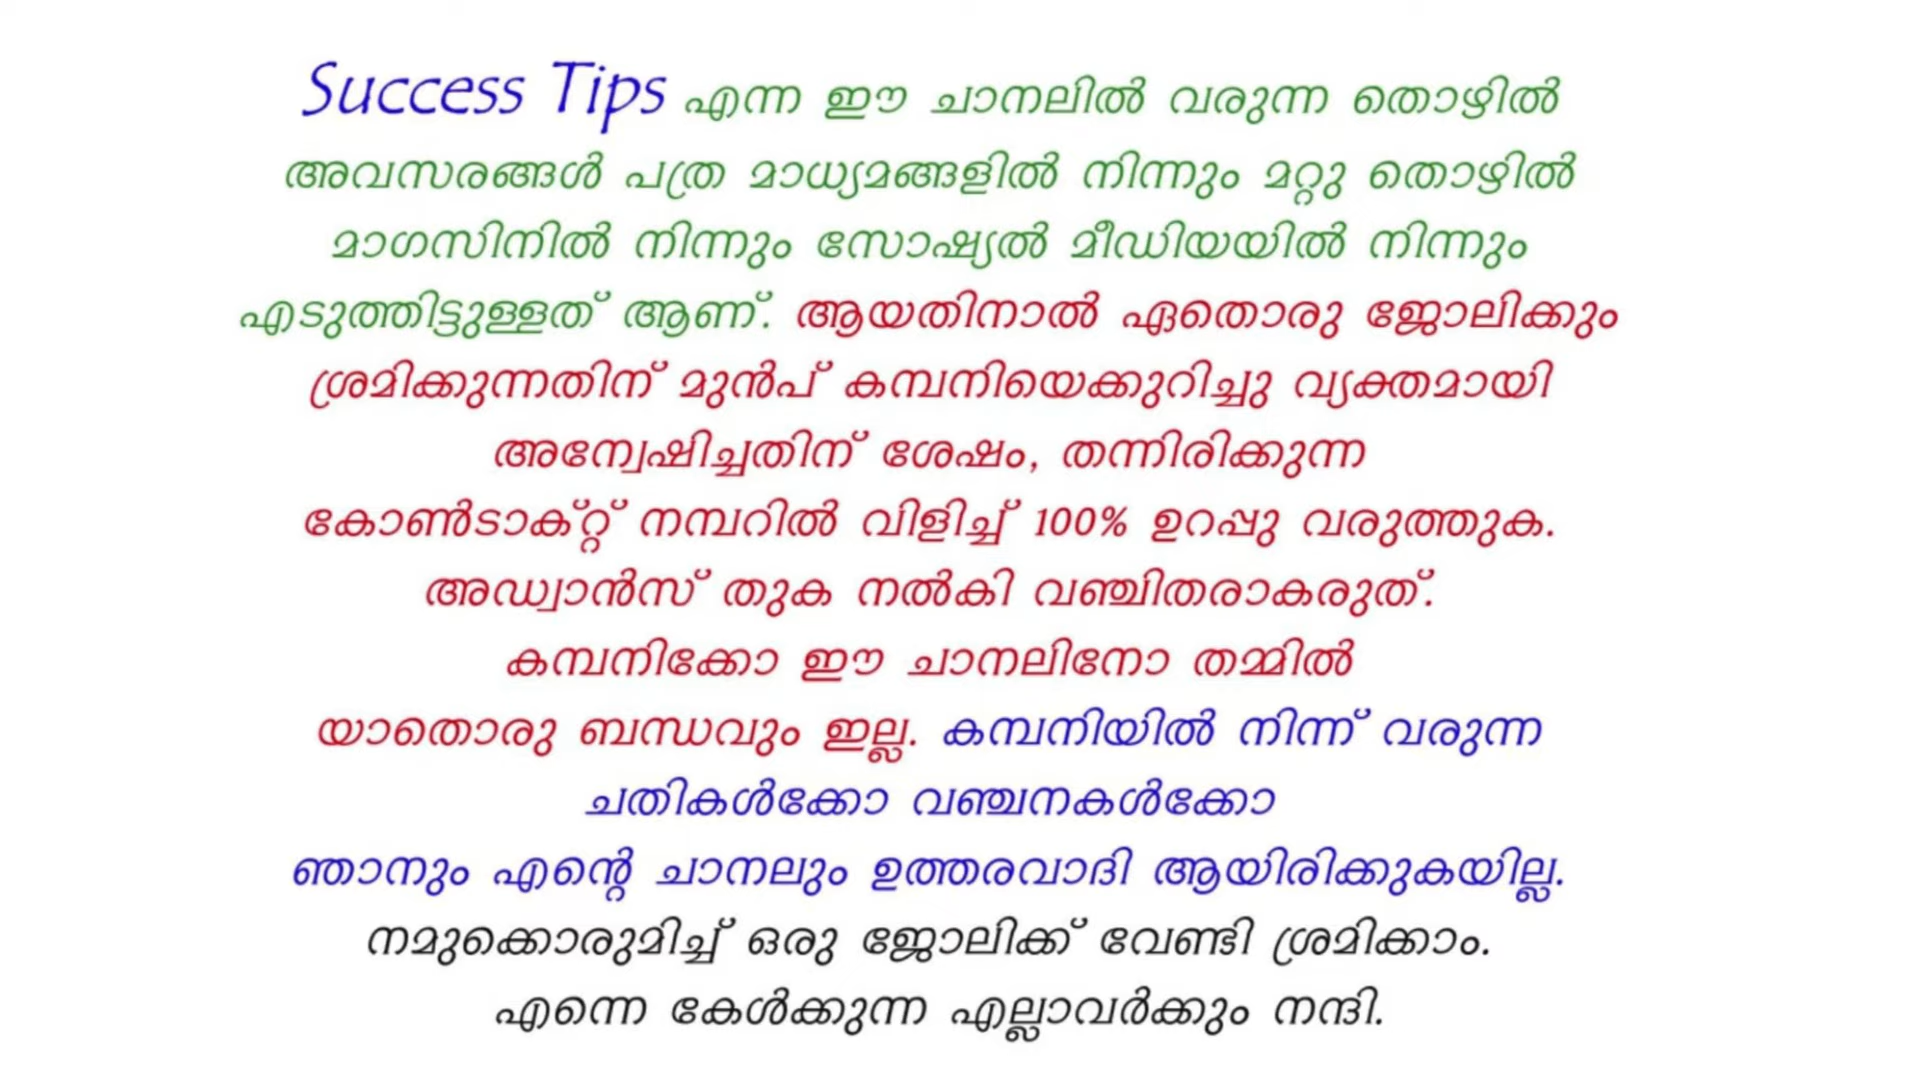 Success Tips എന്ന ഈ ചാനലിൽ വരുന്ന തൊഴിൽ
അവസരങ്ങൾ പത്ര മാധ്യമങ്ങളിൽ നിന്നും മറ്റു തൊഴിൽ
മാഗസിനിൽ നിന്നും സോഷ്യൽ മീഡിയയിൽ നിന്നും
എടുത്തിട്ടുള്ളത് ആണ്. ആയതിനാൽ ഏതൊരു ജോലിക്കും
ശ്രമിക്കുന്നതിന് മുൻപ് കമ്പനിയെക്കുറിച്ചു വ്യക്തമായി
അന്വേഷിച്ചതിന് ശേഷം, തന്നിരിക്കുന്ന
കോൺടാക്റ്റ് നമ്പറിൽ വിളിച്ച് 100% ഉറപ്പു വരുത്തുക.
അഡ്വാൻസ് തുക നൽകി വഞ്ചിതരാകരുത്.
കമ്പനിക്കോ ഈ ചാനലിനോ തമ്മിൽ
യാതൊരു ബന്ധവും ഇല്ല. കമ്പനിയിൽ നിന്ന് വരുന്ന
ചതികൾക്കോ വഞ്ചനകൾക്കോ
ഞാനും എന്റെ ചാനലും ഉത്തരവാദി ആയിരിക്കുകയില്ല.
നമുക്കൊരുമിച്ച് ഒരു ജോലിക്ക് വേണ്ടി ശ്രമിക്കാം.
എന്നെ കേൾക്കുന്ന എല്ലാവർക്കും നന്ദി.